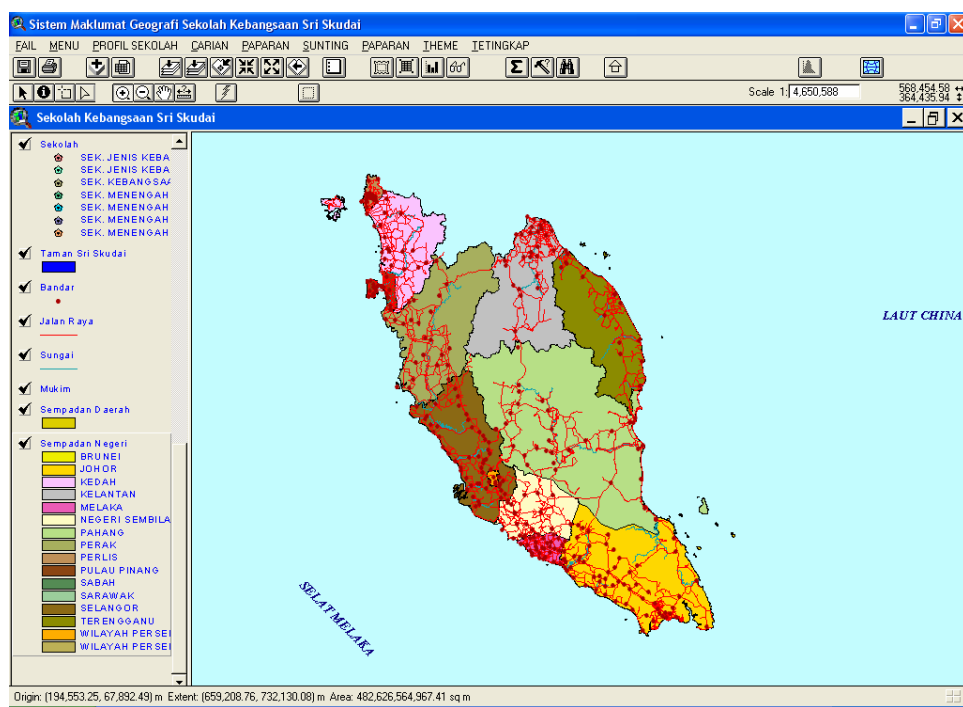 Sistem Maklumat Geografi Sekolah Kebangsaan Sri Skudai
FAIL MENU PROFIL SEKOLAH CARIAN PAPARAN SUNTING PAPARAN THEME TETINGKAP
Scale 1: 4,650,588
568,454.58
364,435.94
Sekolah Kebangsaan Sri Skudai
Sekolah
SEK. JENIS KEBA
SEK. JENIS KEBA
SEK. KEBANGSAA
SEK. MENENGAH
SEK. MENENGAH
SEK. MENENGAH
SEK. MENENGAH
Taman Sri Skudai
Bandar
Jalan Raya
Sungai
Mukim
Sempadan Daerah
Sempadan Negeri
BRUNEI
JOHOR
KEDAH
KELANTAN
MELAKA
NEGERI SEMBILA
PAHANG
PERAK
PERLIS
PULAU PINANG
SABAH
SARAWAK
SELANGOR
TERENGGANU
WILAYAH PERSEI
WILAYAH PERSEI
LAUT CHINA
SELAT MELAKA
Origin: (194,553.25, 67,892.49) m Extent: (659,208.76, 732,130.08) m Area: 482,626,564,967.41 sq m